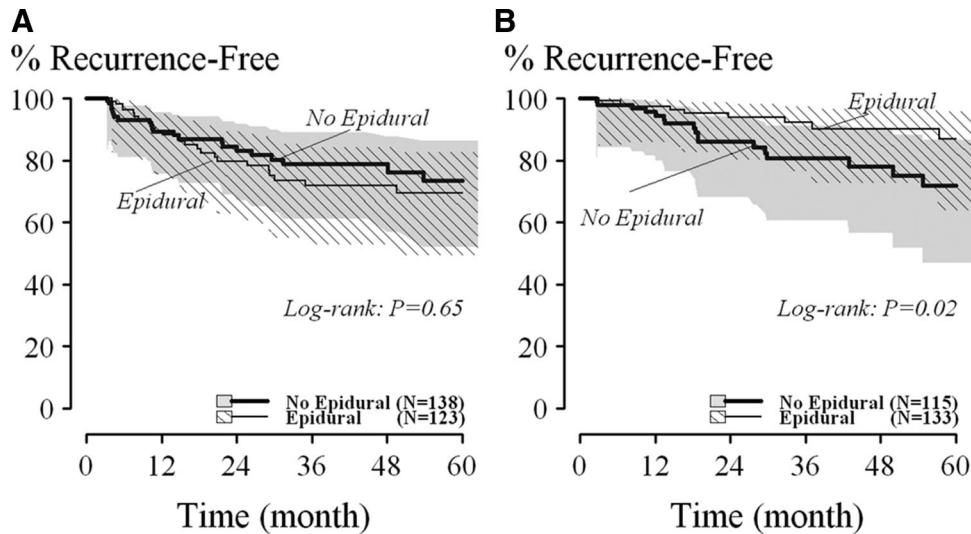 A
% Recurrence-Free
100
80
60
40
20
0
No Epidural
Epidural
Log-rank: P=0.65
No Epidural (N=138)
Epidural (N=123)
0 12 24 36 48 60
Time (month)
B
% Recurrence-Free
100
80
60
40
20
0
Epidural
No Epidural
Log-rank: P=0.02
No Epidural (N=115)
Epidural (N=133)
0 12 24 36 48 60
Time (month)